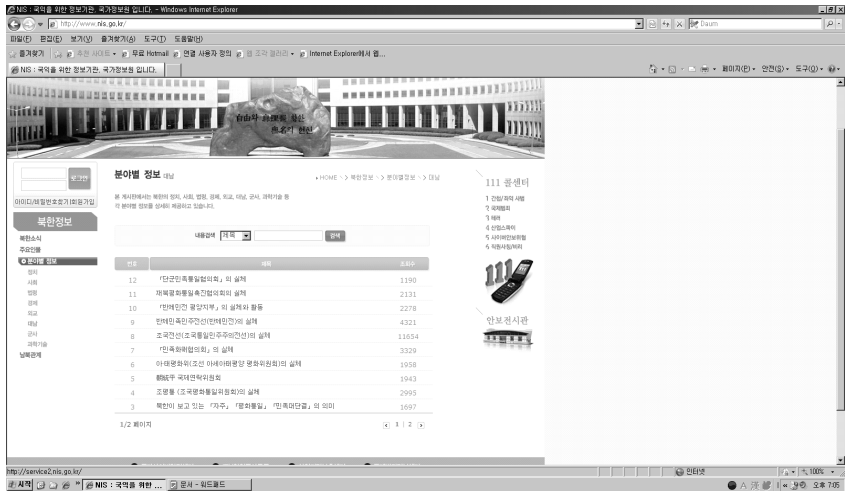 NIS : 국익을 위한 정보기관, 국가정보원 입니다. - Windows Internet Explorer
http://www.nis.go.kr/
Daum
파일(F) 편집(E) 보기(V) 즐겨찾기(A) 도구(T) 도움말(H)
즐겨찾기 추천 사이트 무료 Hotmail 연결 사용자 정의 웹 조각 갤러리 Internet Explorer에서 웹...
NIS : 국익을 위한 정보기관, 국가정보원 입니다.
페이지(P) 안전(S) 도구(O)
로그인
아이디/비밀번호찾기|회원가입
북한정보
북한소식
주요인물
분야별 정보
정치
사회
법령
경제
외교
대남
군사
과학기술
남북관계
분야별 정보 대남
HOME > 북한정보 > 분야별정보 > 대남
본 게시판에서는 북한의 정치, 사회, 법령, 경제, 외교, 대남, 군사, 과학기술 등
각 분야별 정보를 상세히 제공하고 있습니다.
내용검색 제목 검색
번호 제목 조회수
12 「단군민족통일협의회」의 실체 1190
11 재북평화통일촉진협의회의 실체 2131
10 「반제민전 평양지부」의 실체와 활동 2278
9 반제민족민주전선(반제민전)의 실체 4321
8 조국전선(조국통일민주주의전선)의 실체 11654
7 「민족화해협의회」의 실체 3329
6 아·태평화위(조선 아세아태평양 평화위원회)의 실체 1958
5 朝統中 국제연락위원회 1943
4 조평통 (조국평화통일위원회)의 실체 2995
3 북한이 보고 있는 「자주」「평화통일」「민족대단결」의 의미 1697
1/2 페이지
1 | 2
111 콜센터
1 간첩/좌익 사범
2 국제범죄
3 테러
4 산업스파이
5 사이버안보위협
6 직원사칭/비리
111
안보전시관
http://service2.nis.go.kr/
인터넷
100%
시작
NIS : 국익을 위한 ...
문서 - 워드패드
오후 7:05